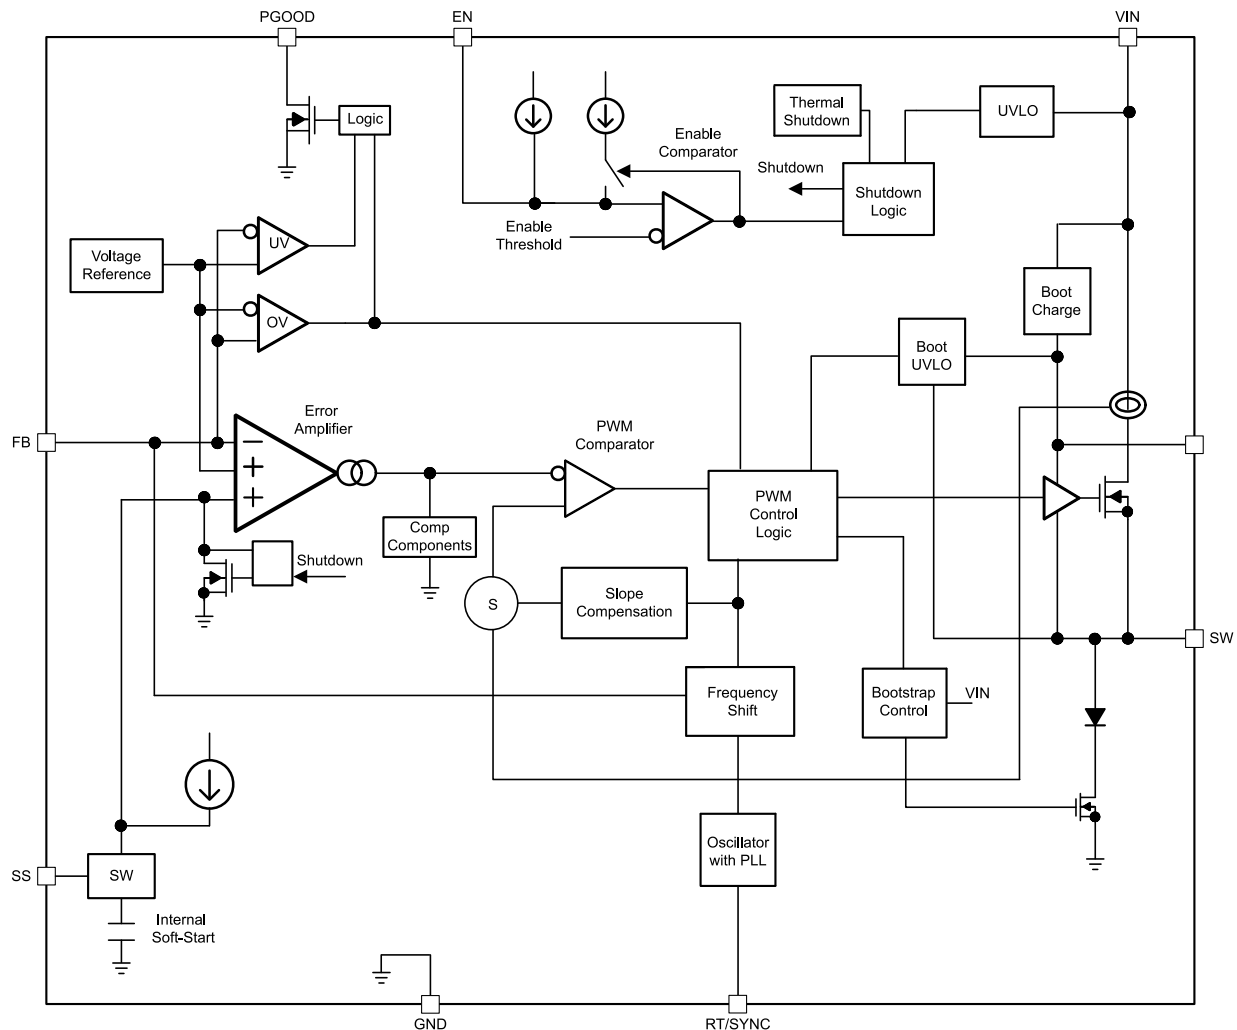 PGOOD
EN
VIN
Thermal
Shutdown
UVLO
Logic
Enable
Comparator
Shutdown
Shutdown
Logic
Enable
Threshold
UV
Voltage
Reference
Boot
Charge
OV
Boot
UVLO
Error
Amplifier
PWM
Comparator
FB
−
+
+
PWM
Control
Logic
Comp
Components
Shutdown
S
Slope
Compensation
SW
Frequency
Shift
Bootstrap
Control
VIN
Oscillator
with PLL
SS
SW
Internal
Soft-Start
GND
RT/SYNC